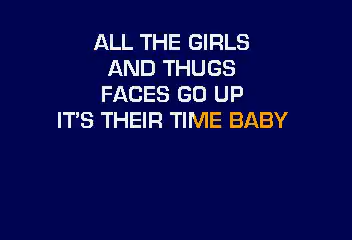 ALL THE GIRLS
AND THUGS
FACES GO UP
IT'S THEIR TIME BABY